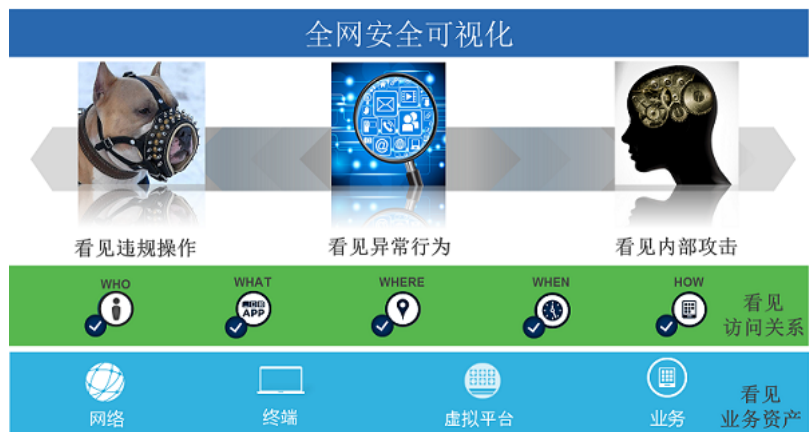 全网安全可视化
看见违规操作
看见异常行为
看见内部攻击
WHO
WHAT
WHERE
WHEN
HOW
APP
看见
访问关系
网络
终端
虚拟平台
业务
看见
业务资产